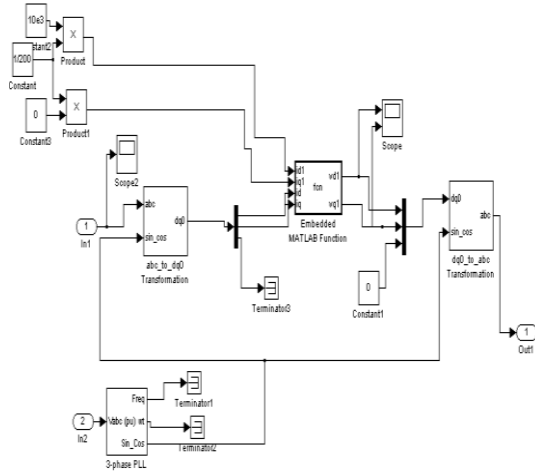 10e3
stant2
X
Product
1/200
Constant
X
Product1
0
Constant3
Scope2
id1
iq1
id
iq
fcn
vd1
vq1
Embedded
MATLAB Function
Scope
1
In1
abc
sin_cos
dq0
abc_to_dq0
Transformation
Terminator3
0
Constant1
dq0
sin_cos
abc
dq0_to_abc
Transformation
1
Out1
2
In2
Freq
Vabc (pu) wt
Sin_Cos
3-phase PLL
Terminator1
Terminator2